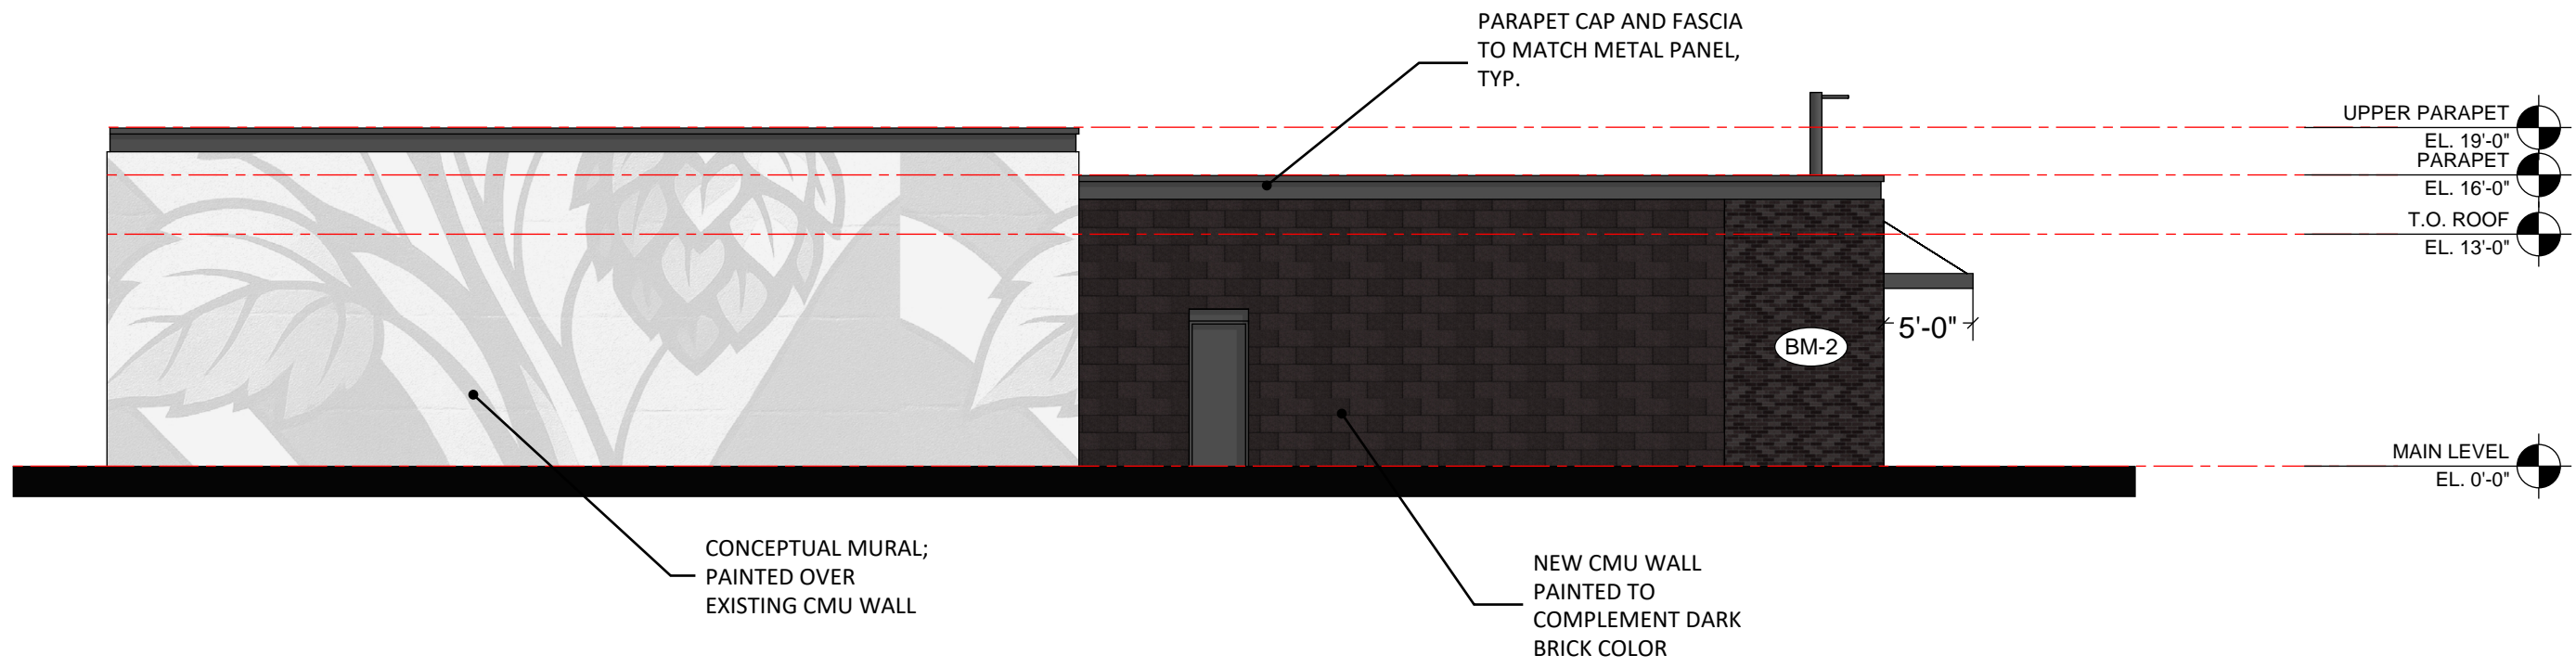 PARAPET CAP AND FASCIA
TO MATCH METAL PANEL,
TYP.
UPPER PARAPET
EL. 19'-0"
PARAPET
EL. 16'-0"
T.O. ROOF
EL. 13'-0"
5'-0"
BM-2
MAIN LEVEL
EL. 0'-0"
CONCEPTUAL MURAL;
PAINTED OVER
EXISTING CMU WALL
NEW CMU WALL
PAINTED TO
COMPLEMENT DARK
BRICK COLOR